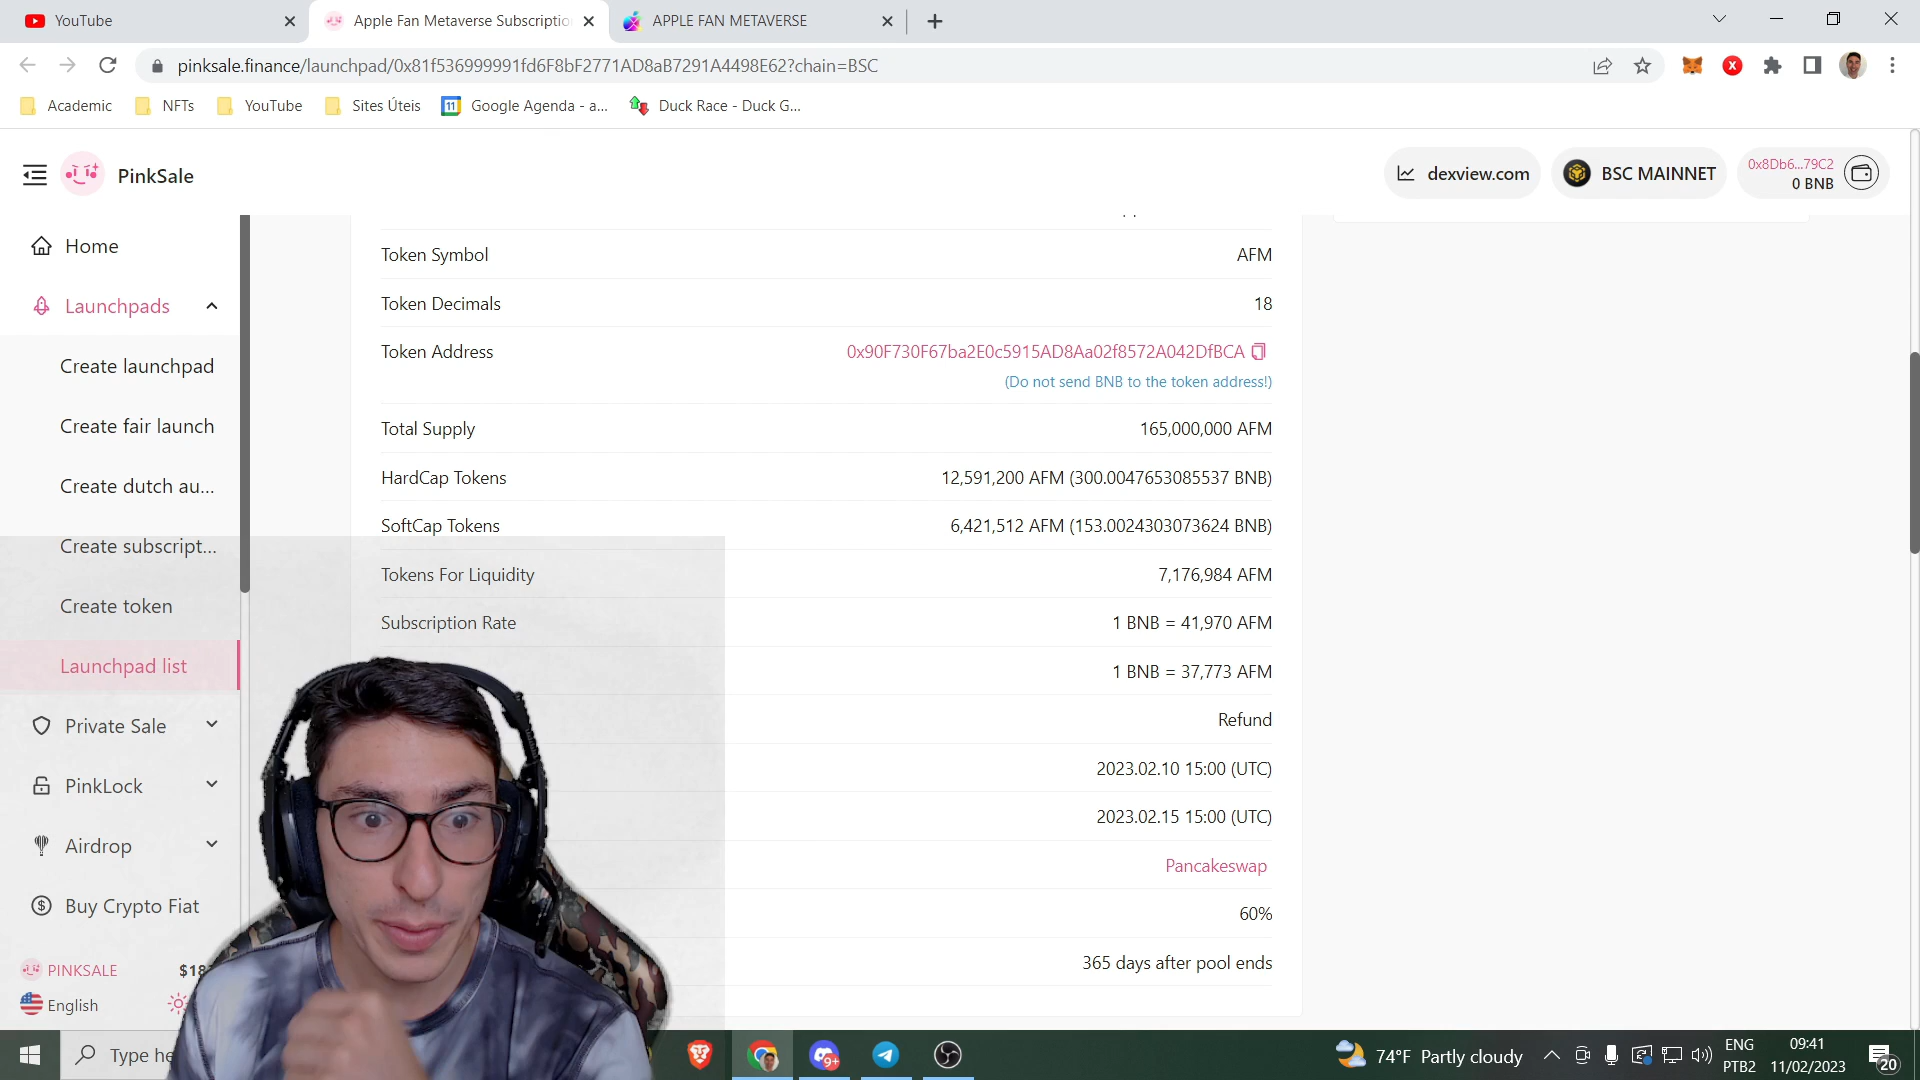 YouTube
Apple Fan Metaverse Subscriptio
APPLE FAN METAVERSE
pinksale.finance/launchpad/0x81f536999991fd6F8bF2771AD8aB7291A4498E62?chain=BSC
Academic
NFTs
YouTube
Sites Úteis
11
Google Agenda - a...
Duck Race - Duck G...
PinkSale
dexview.com
BSC MAINNET
0x8Db6...79C2
0 BNB
Home
Launchpads
Create launchpad
Create fair launch
Create dutch au...
Create subscript...
Create token
Launchpad list
Private Sale
PinkLock
Airdrop
Buy Crypto Fiat
PINKSALE
English
Token Symbol AFM
Token Decimals 18
Token Address 0x90F730F67ba2E0c5915AD8Aa02f8572A042DfBCA
(Do not send BNB to the token address!)
Total Supply 165,000,000 AFM
HardCap Tokens 12,591,200 AFM (300.0047653085537 BNB)
SoftCap Tokens 6,421,512 AFM (153.0024303073624 BNB)
Tokens For Liquidity 7,176,984 AFM
Subscription Rate 1 BNB = 41,970 AFM
1 BNB = 37,773 AFM
Refund
2023.02.10 15:00 (UTC)
2023.02.15 15:00 (UTC)
Pancakeswap
60%
365 days after pool ends
Type he
9+
74°F Partly cloudy
ENG
PTB2
09:41
11/02/2023
20